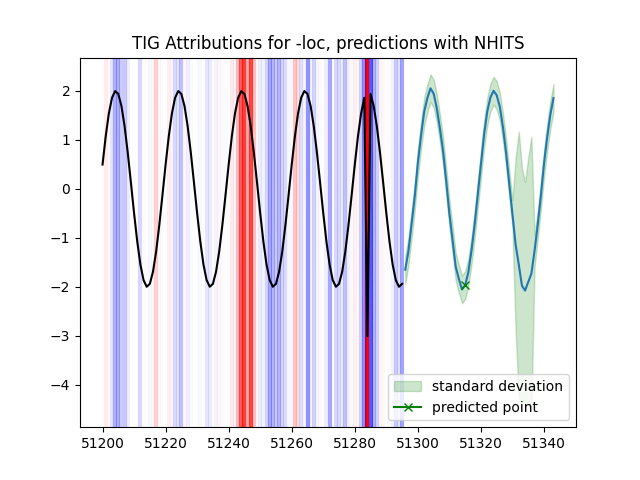 TIG Attributions for -loc, predictions with NHITS
2
1
0
−1
−2
−3
−4
standard deviation
predicted point
51200 51220 51240 51260 51280 51300 51320 51340